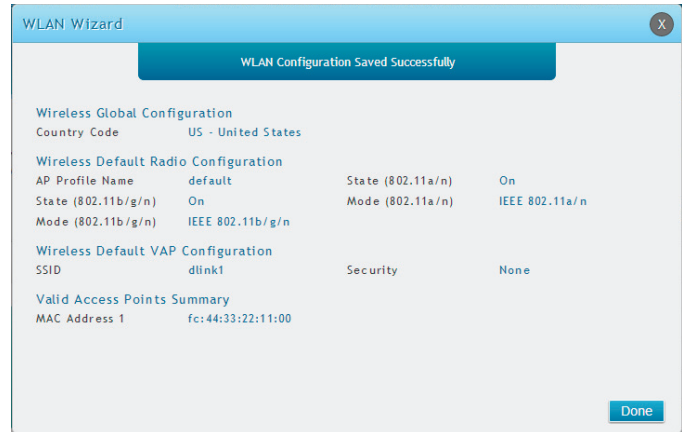 WLAN Wizard X
WLAN Configuration Saved Successfully
Wireless Global Configuration
Country Code US - United States
Wireless Default Radio Configuration
AP Profile Name default State (802.11a/n) On
State (802.11b/g/n) On Mode (802.11a/n) IEEE 802.11a/n
Mode (802.11b/g/n) IEEE 802.11b/g/n
Wireless Default VAP Configuration
SSID dlink1 Security None
Valid Access Points Summary
MAC Address 1 fc:44:33:22:11:00
Done